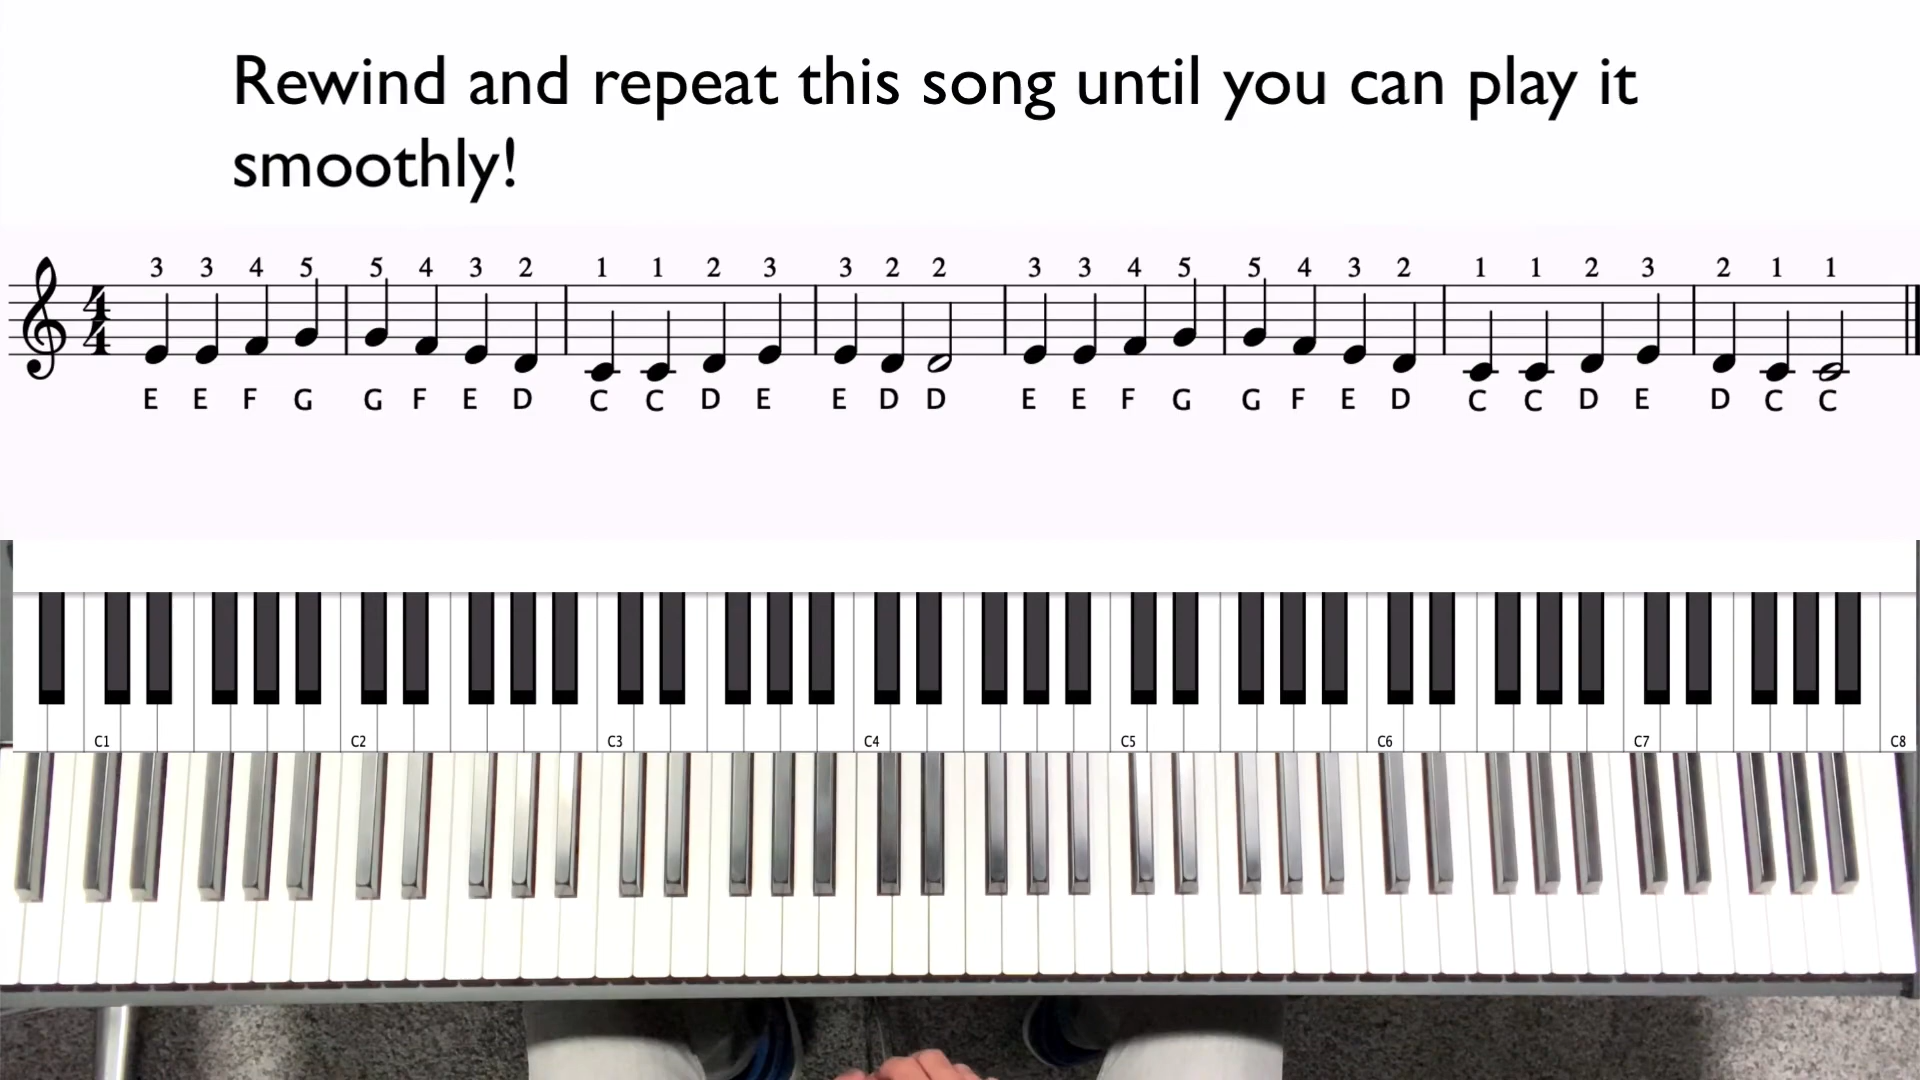 Rewind and repeat this song until you can play it
smoothly!
3 3 4 5 5 4 3 2 1 1 2 3 3 2 2 3 3 4 5 5 4 3 2 1 1 2 3 2 1 1
4
4
E E F G G F E D C C D E E D D E E F G G F E D C C D E D C C
C1 C2 C3 C4 C5 C6 C7 C8